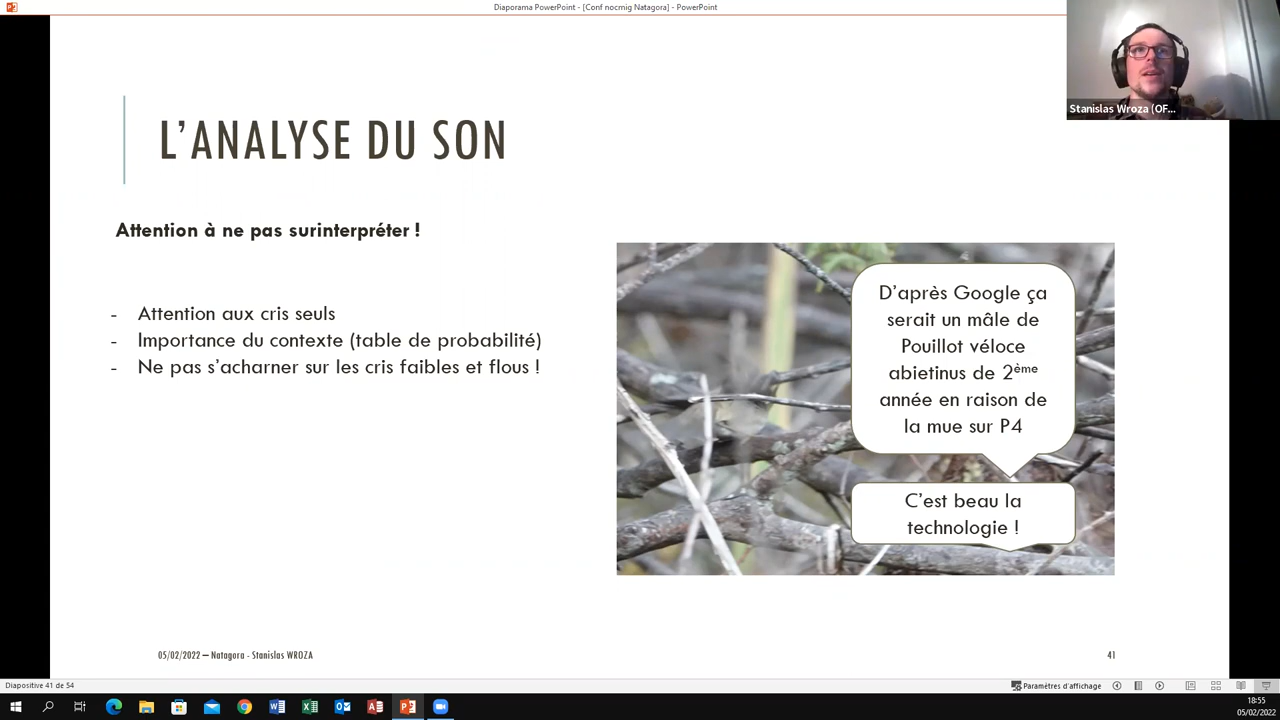 Diaporama PowerPoint - [Conf nocmig Natagora] - PowerPoint
Stanislas Wroza (OF...
L'ANALYSE DU SON
Attention à ne pas surinterpréter !
- Attention aux cris seuls
- Importance du contexte (table de probabilité)
- Ne pas s'acharner sur les cris faibles et flous !
D'après Google ça
serait un mâle de
Pouillot véloce
abietinus de 2ème
année en raison de
la mue sur P4
C'est beau la
technologie !
05/02/2022 – Natagora - Stanislas WROZA
41
Diapositive 41 de 54
Paramètres d'affichage
18:55
05/02/2022